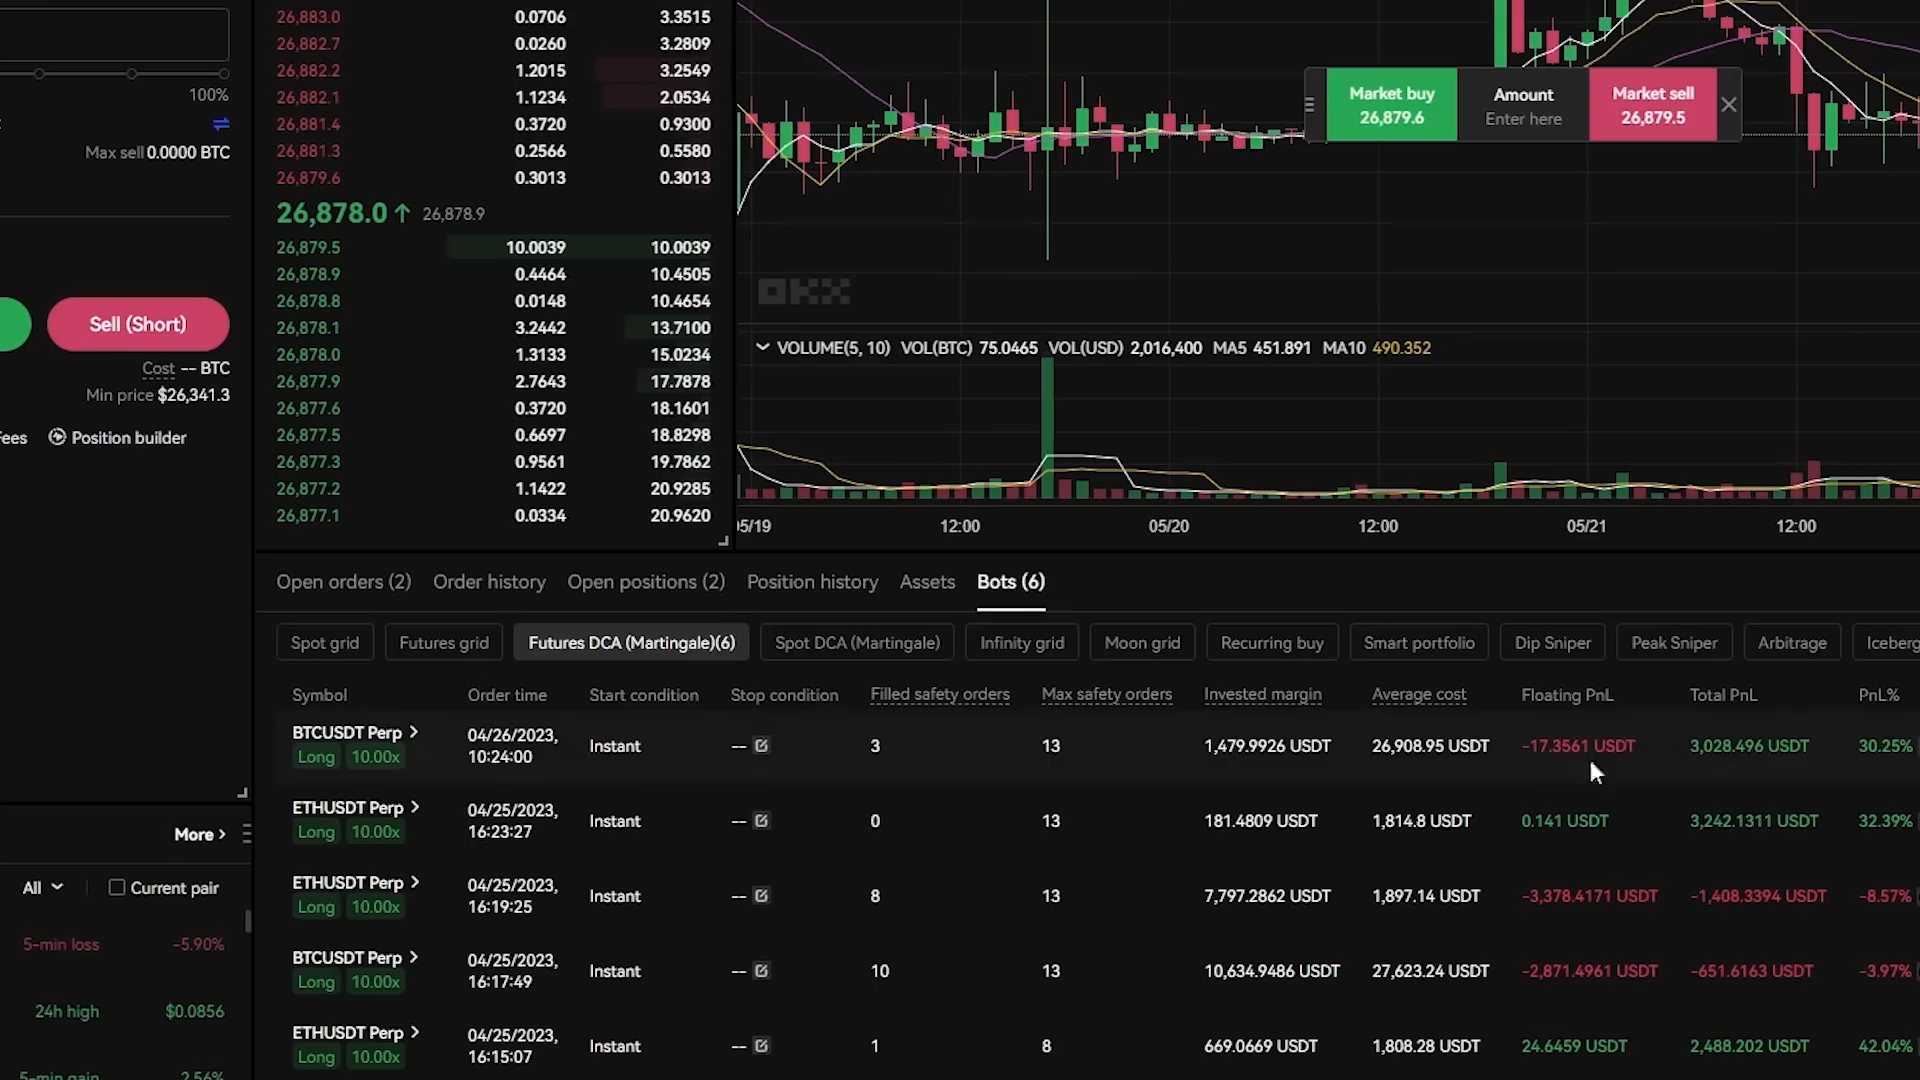 100%
Max sell 0.0000 BTC
Sell (Short)
Cost -- BTC
Min price $26,341.3
Fees Position builder
More >
All Current pair
5-min loss -5.90%
24h high $0.0856
5-min gain 2.56%
26,883.0 0.0706 3.3515
26,882.7 0.0260 3.2809
26,882.2 1.2015 3.2549
26,882.1 1.1234 2.0534
26,881.4 0.3720 0.9300
26,881.3 0.2566 0.5580
26,879.6 0.3013 0.3013
26,878.0↑ 26,878.9
26,879.5 10.0039 10.0039
26,878.9 0.4464 10.4505
26,878.8 0.0148 10.4654
26,878.1 3.2442 13.7100
26,878.0 1.3133 15.0234
26,877.9 2.7643 17.7878
26,877.6 0.3720 18.1601
26,877.5 0.6697 18.8298
26,877.3 0.9561 19.7862
26,877.2 1.1422 20.9285
26,877.1 0.0334 20.9620
Market buy Amount Market sell
26,879.6 Enter here 26,879.5
OKX
VOLUME(5, 10) VOL(BTC) 75.0465 VOL(USD) 2,016,400 MA5 451.891 MA10 490.352
05/19 12:00 05/20 12:00 05/21 12:00
Open orders (2) Order history Open positions (2) Position history Assets Bots (6)
Spot grid Futures grid Futures DCA (Martingale)(6) Spot DCA (Martingale) Infinity grid Moon grid Recurring buy Smart portfolio Dip Sniper Peak Sniper Arbitrage Iceberg
Symbol Order time Start condition Stop condition Filled safety orders Max safety orders Invested margin Average cost Floating PnL Total PnL PnL%
BTCUSDT Perp > 04/26/2023, Instant -- 3 13 1,479.9926 USDT 26,908.95 USDT -17.3561 USDT 3,028.496 USDT 30.25%
Long 10.00x 10:24:00
ETHUSDT Perp > 04/25/2023, Instant -- 0 13 181.4809 USDT 1,814.8 USDT 0.141 USDT 3,242.1311 USDT 32.39%
Long 10.00x 16:23:27
ETHUSDT Perp > 04/25/2023, Instant -- 8 13 7,797.2862 USDT 1,897.14 USDT -3,378.4171 USDT -1,408.3394 USDT -8.57%
Long 10.00x 16:19:25
BTCUSDT Perp > 04/25/2023, Instant -- 10 13 10,634.9486 USDT 27,623.24 USDT -2,871.4961 USDT -651.6163 USDT -3.97%
Long 10.00x 16:17:49
ETHUSDT Perp > 04/25/2023, Instant -- 1 8 669.0669 USDT 1,808.28 USDT 24.6459 USDT 2,488.202 USDT 42.04%
Long 10.00x 16:15:07